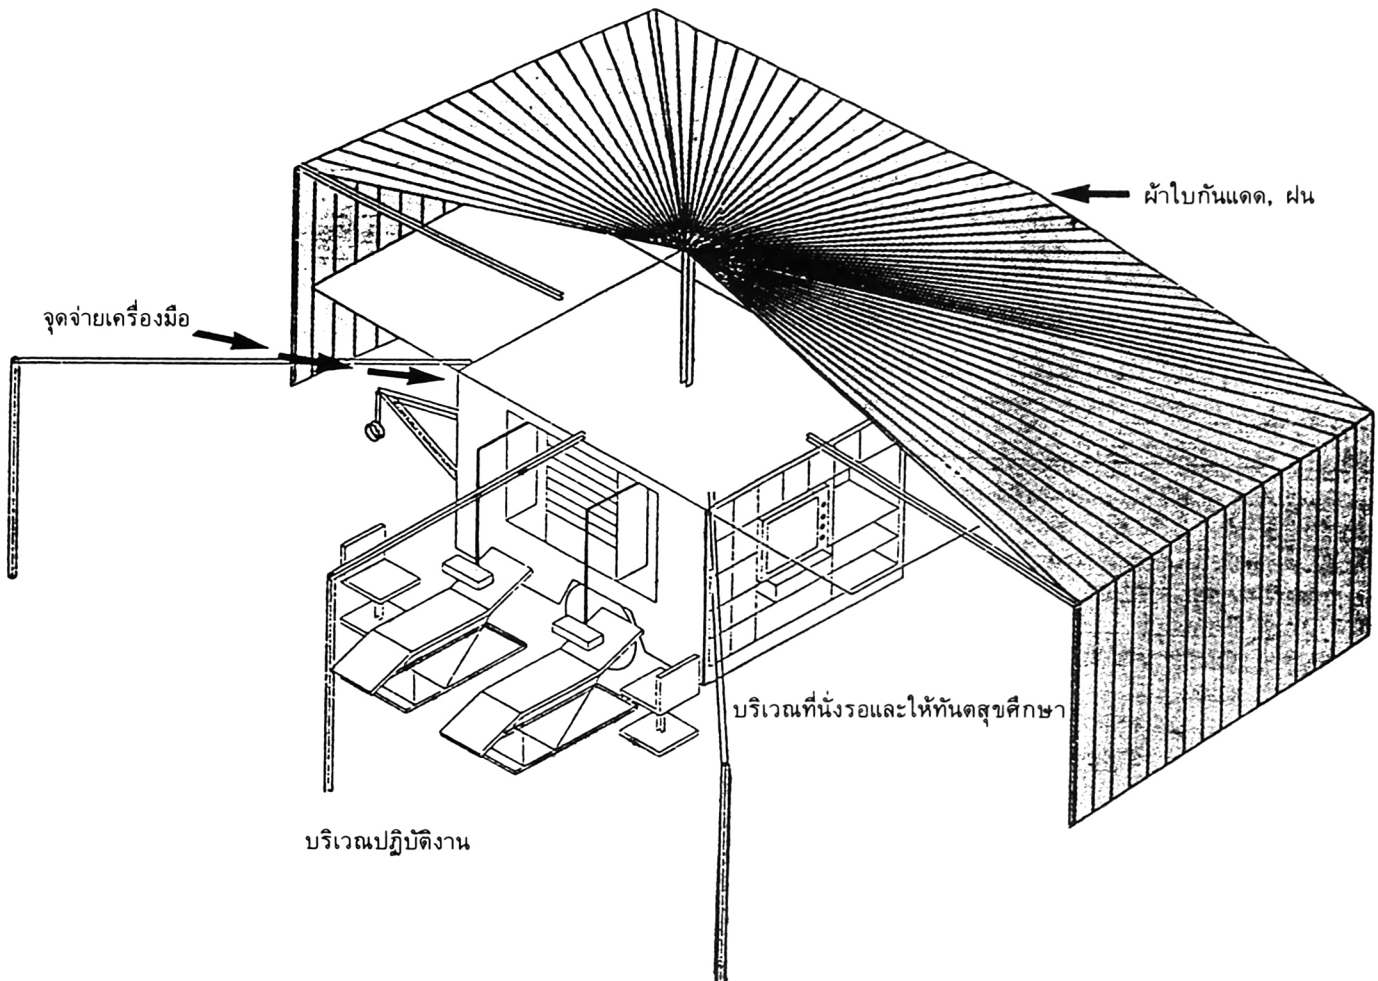 ผ้าใบกันแดด, ฝน
จุดจ่ายเครื่องมือ
บริเวณที่นั่งรอและให้ทันตสุขศึกษา
บริเวณปฏิบัติงาน